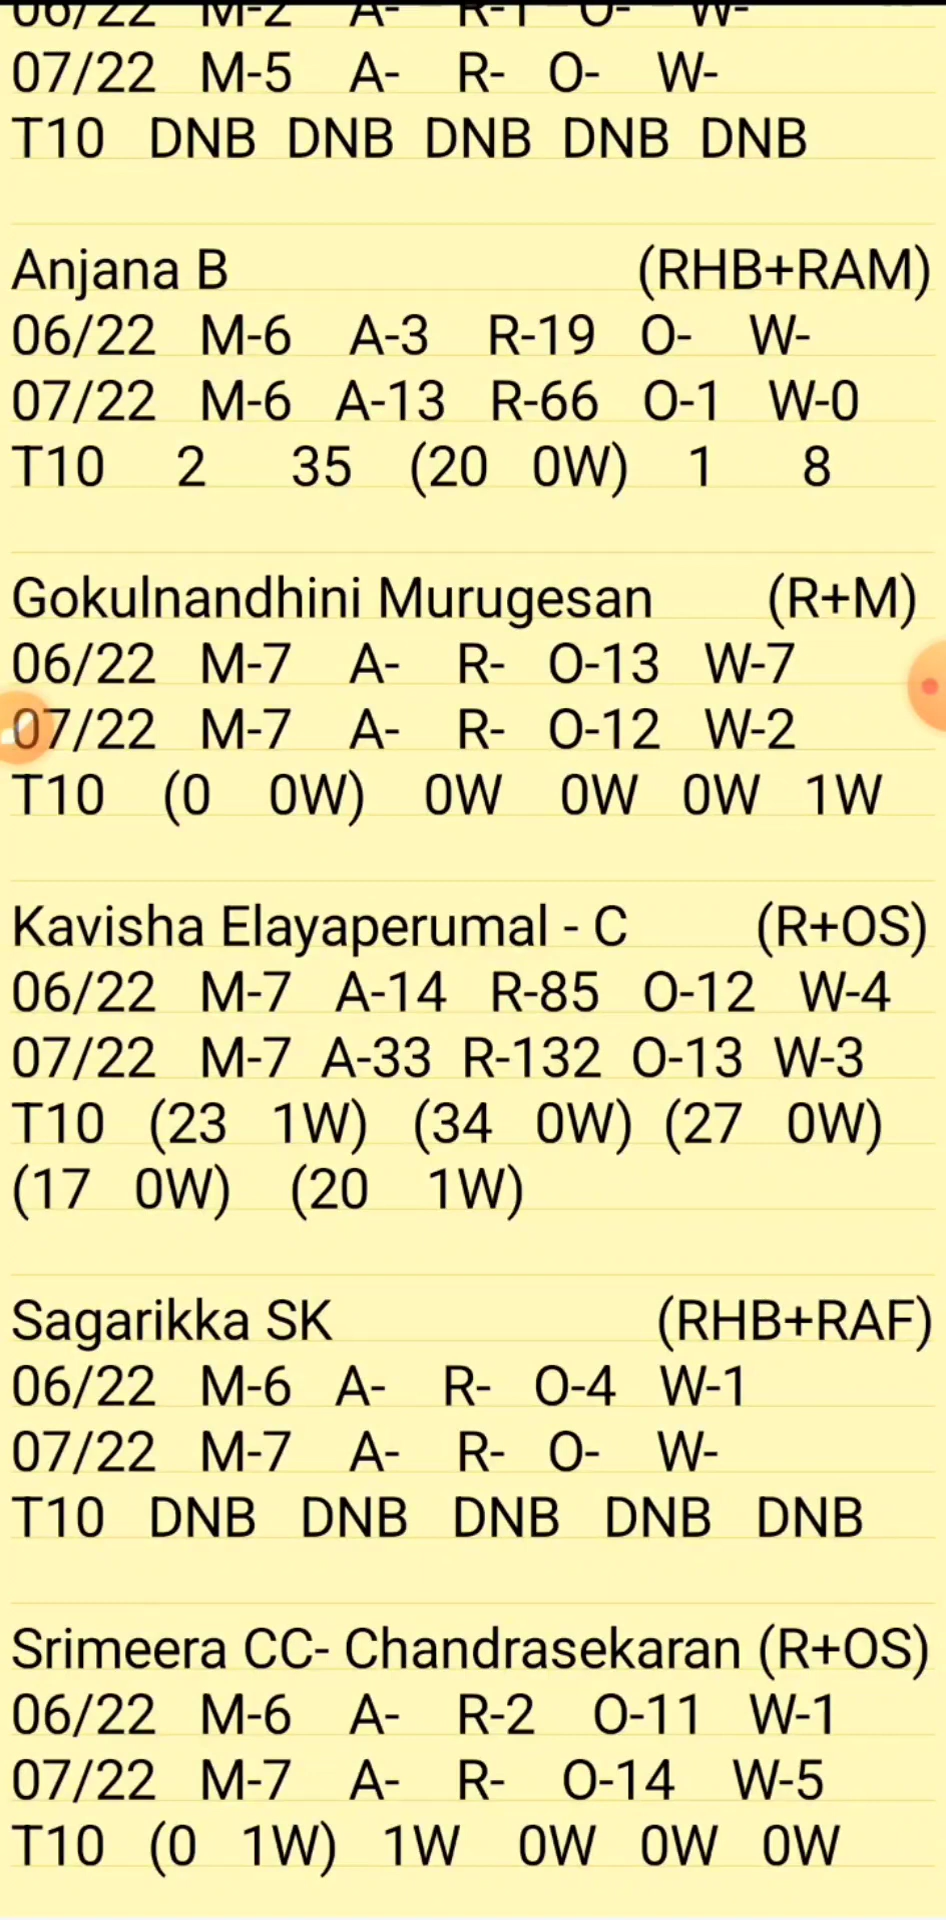 06/22 M-2 A- R-1 O- W-
07/22 M-5 A- R- O- W-
T10 DNB DNB DNB DNB DNB
Anjana B (RHB+RAM)
06/22 M-6 A-3 R-19 O- W-
07/22 M-6 A-13 R-66 O-1 W-0
T10 2 35 (20 0W) 1 8
Gokulnandhini Murugesan (R+M)
06/22 M-7 A- R- O-13 W-7
07/22 M-7 A- R- O-12 W-2
T10 (0 0W) 0W 0W 0W 1W
Kavisha Elayaperumal - C (R+OS)
06/22 M-7 A-14 R-85 O-12 W-4
07/22 M-7 A-33 R-132 O-13 W-3
T10 (23 1W) (34 0W) (27 0W)
(17 0W) (20 1W)
Sagarikka SK (RHB+RAF)
06/22 M-6 A- R- O-4 W-1
07/22 M-7 A- R- O- W-
T10 DNB DNB DNB DNB DNB
Srimeera CC- Chandrasekaran (R+OS)
06/22 M-6 A- R-2 O-11 W-1
07/22 M-7 A- R- O-14 W-5
T10 (0 1W) 1W 0W 0W 0W